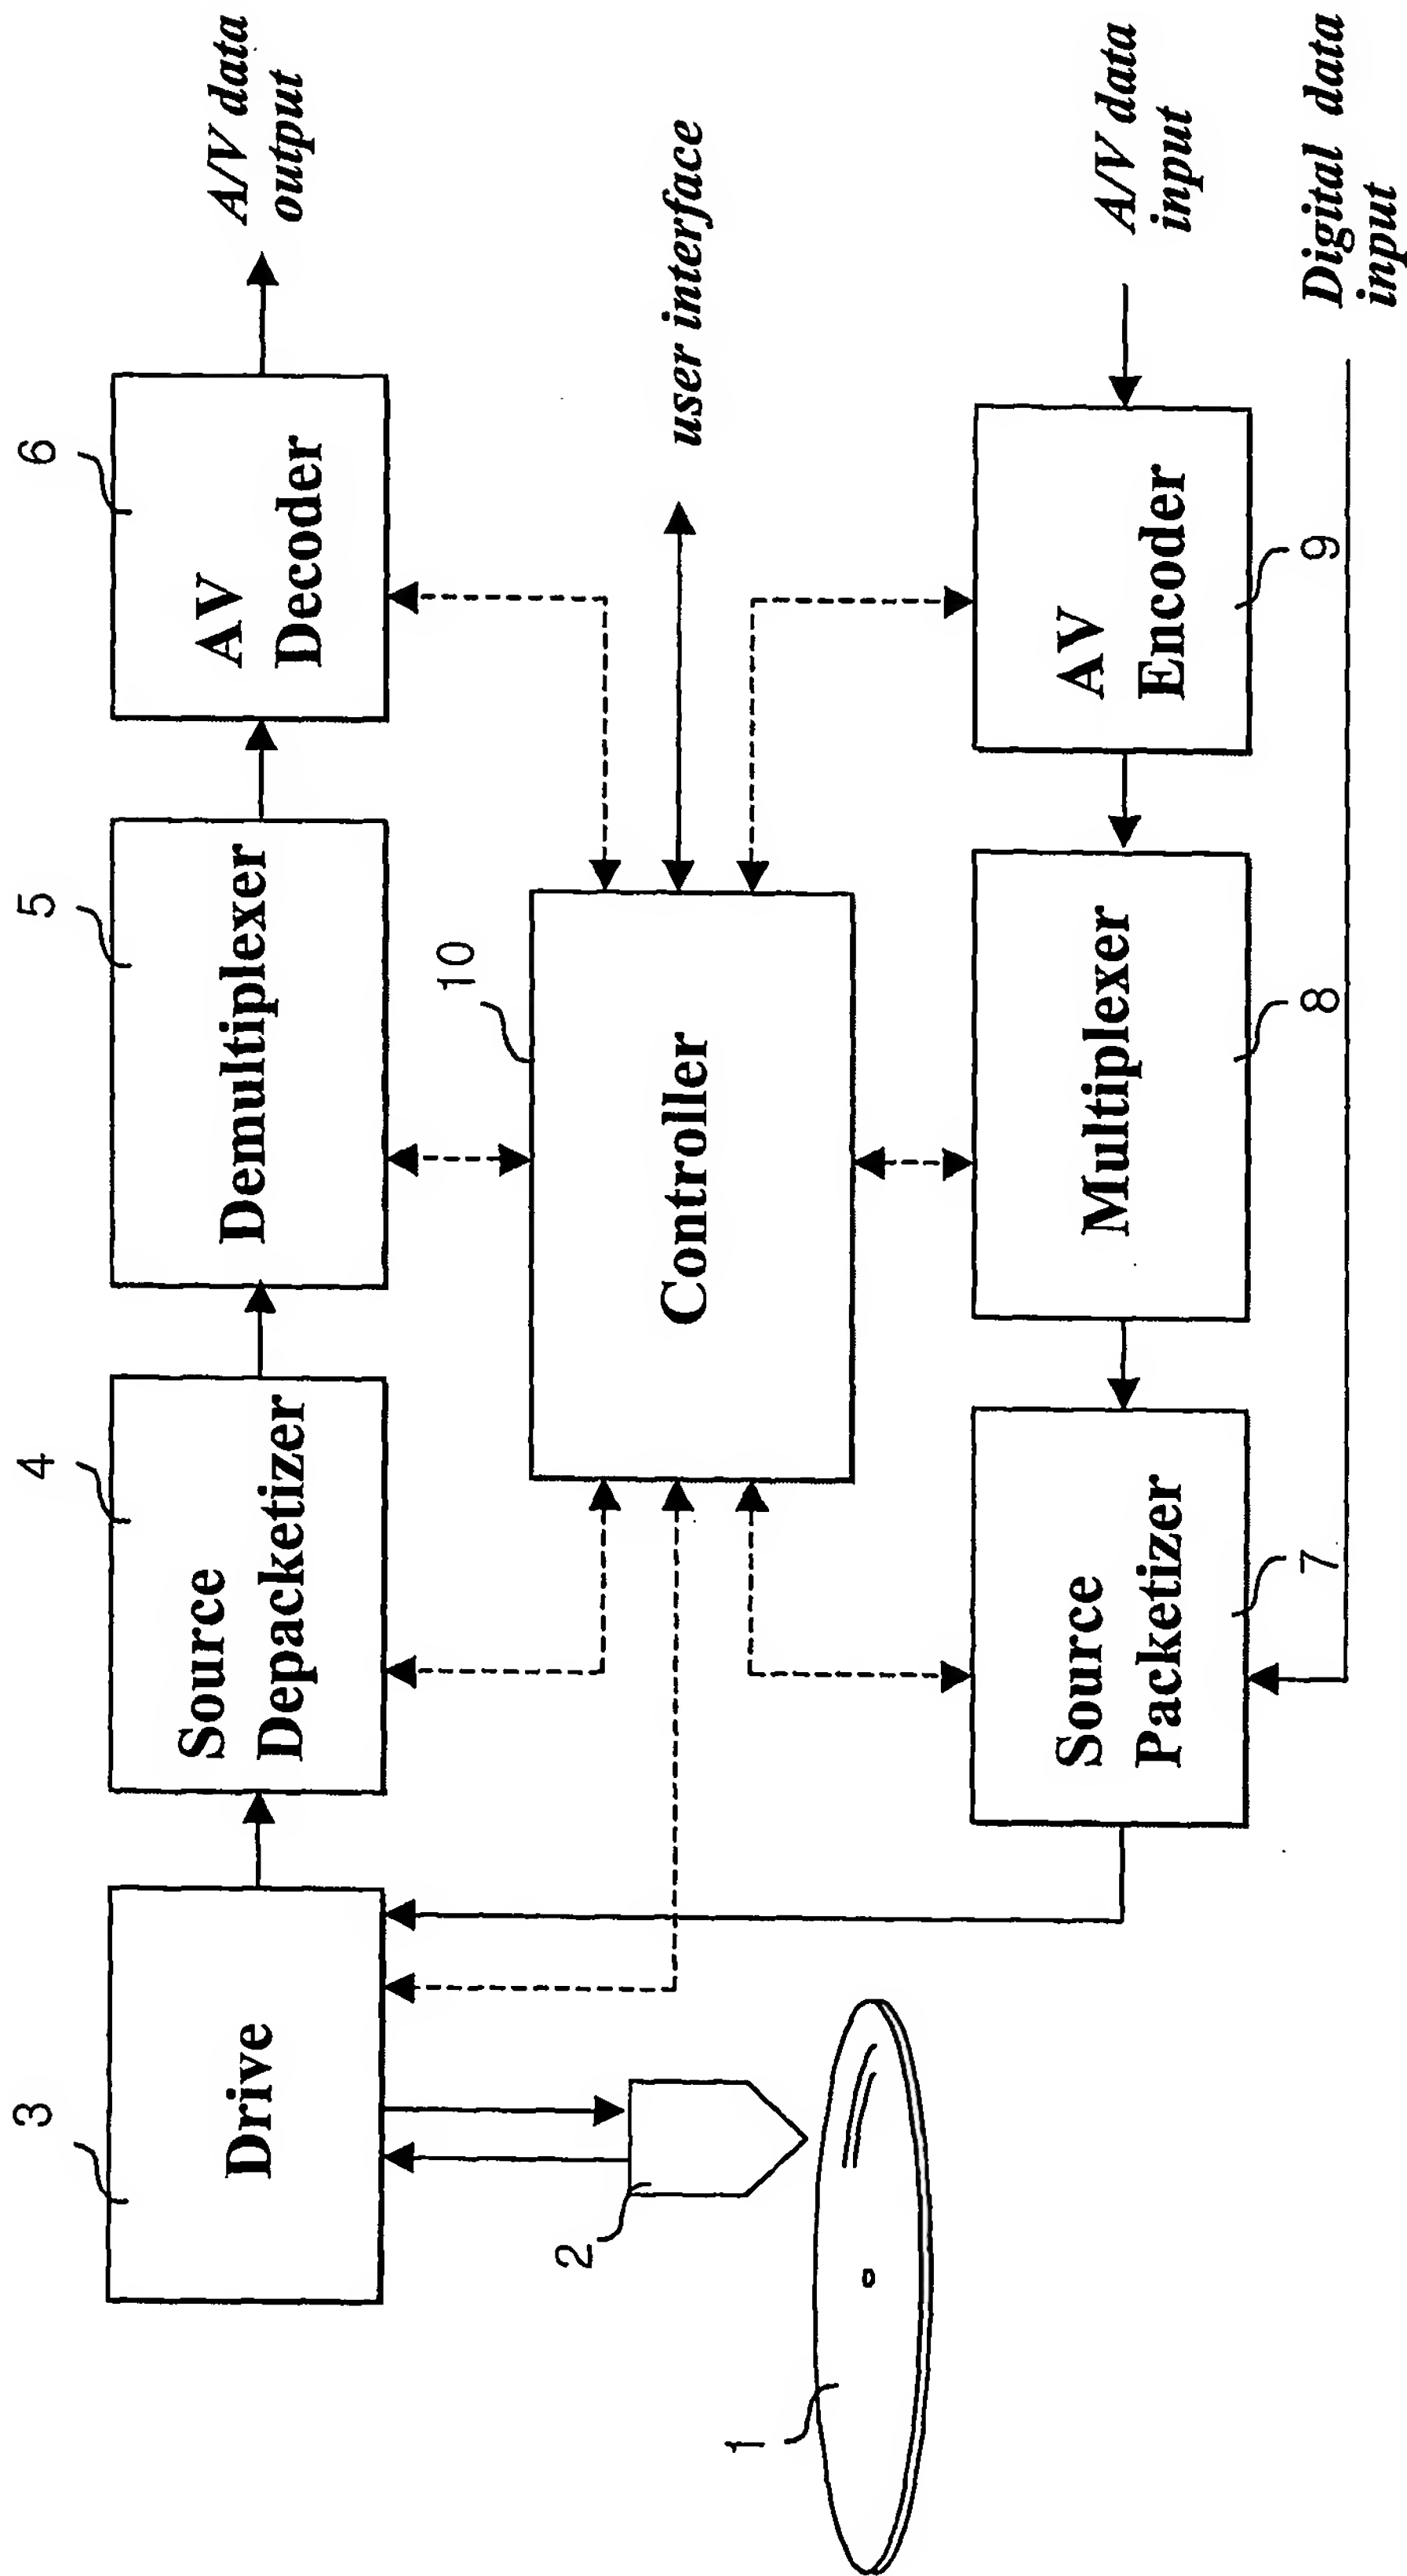 3
4
5
6
Drive
Source
Depacketizer
Demultiplexer
AV
Decoder
A/V data
output
10
Controller
user interface
2
1
Source
Packetizer
Multiplexer
AV
Encoder
A/V data
input
7
8
9
Digital data
input